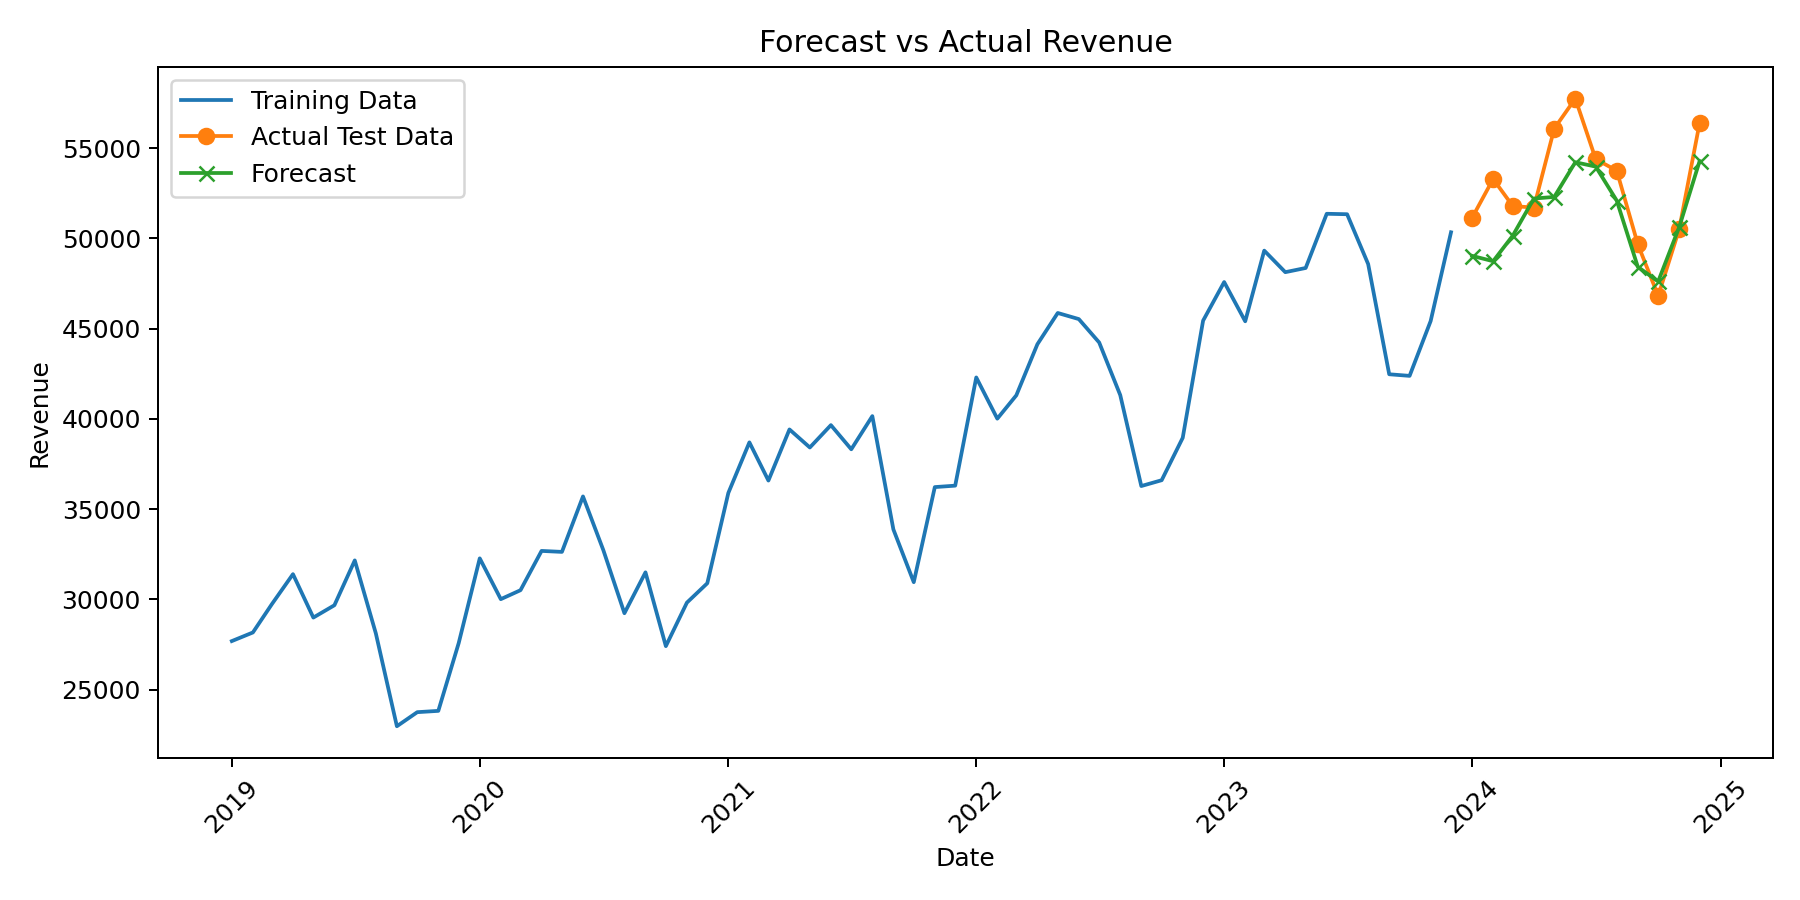 Forecast vs Actual Revenue
Training Data
Actual Test Data
Forecast
55000
50000
45000
40000
35000
30000
25000
Revenue
2019
2020
2021
2022
2023
2024
2025
Date